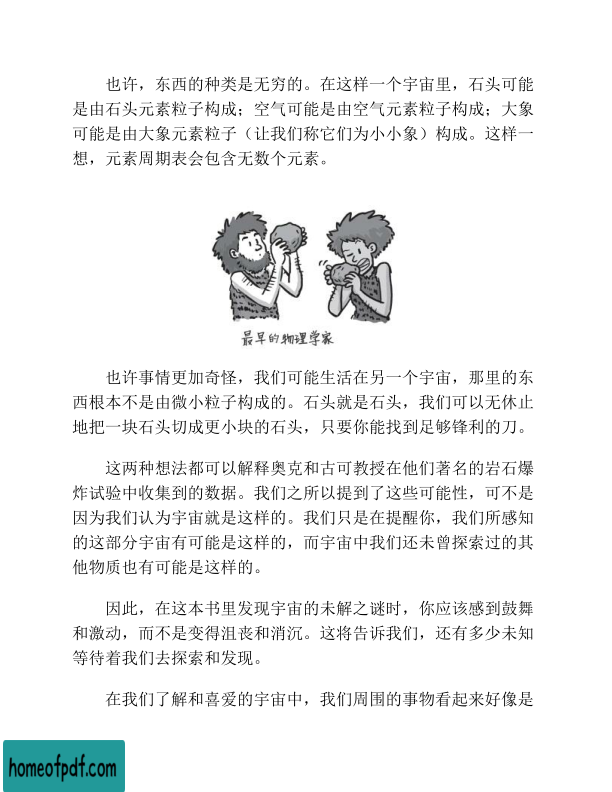 也许，东西的种类是无穷的。在这样一个宇宙里，石头可能
是由石头元素粒子构成；空气可能是由空气元素粒子构成；大象
可能是由大象元素粒子（让我们称它们为小小象）构成。这样一
想，元素周期表会包含无数个元素。
最早的物理学家
也许事情更加奇怪，我们可能生活在另一个宇宙，那里的东
西根本不是由微小粒子构成的。石头就是石头，我们可以无休止
地把一块石头切成更小块的石头，只要你能找到足够锋利的刀。
这两种想法都可以解释奥克和古可教授在他们著名的岩石爆
炸试验中收集到的数据。我们之所以提到了这些可能性，可不是
因为我们认为宇宙就是这样的。我们只是在提醒你，我们所感知
的这部分宇宙有可能是这样的，而宇宙中我们还未曾探索过的其
他物质也有可能是这样的。
因此，在这本书里发现宇宙的未解之谜时，你应该感到鼓舞
和激动，而不是变得沮丧和消沉。这将告诉我们，还有多少未知
等待着我们去探索和发现。
在我们了解和喜爱的宇宙中，我们周围的事物看起来好像是
homeofpdf.com